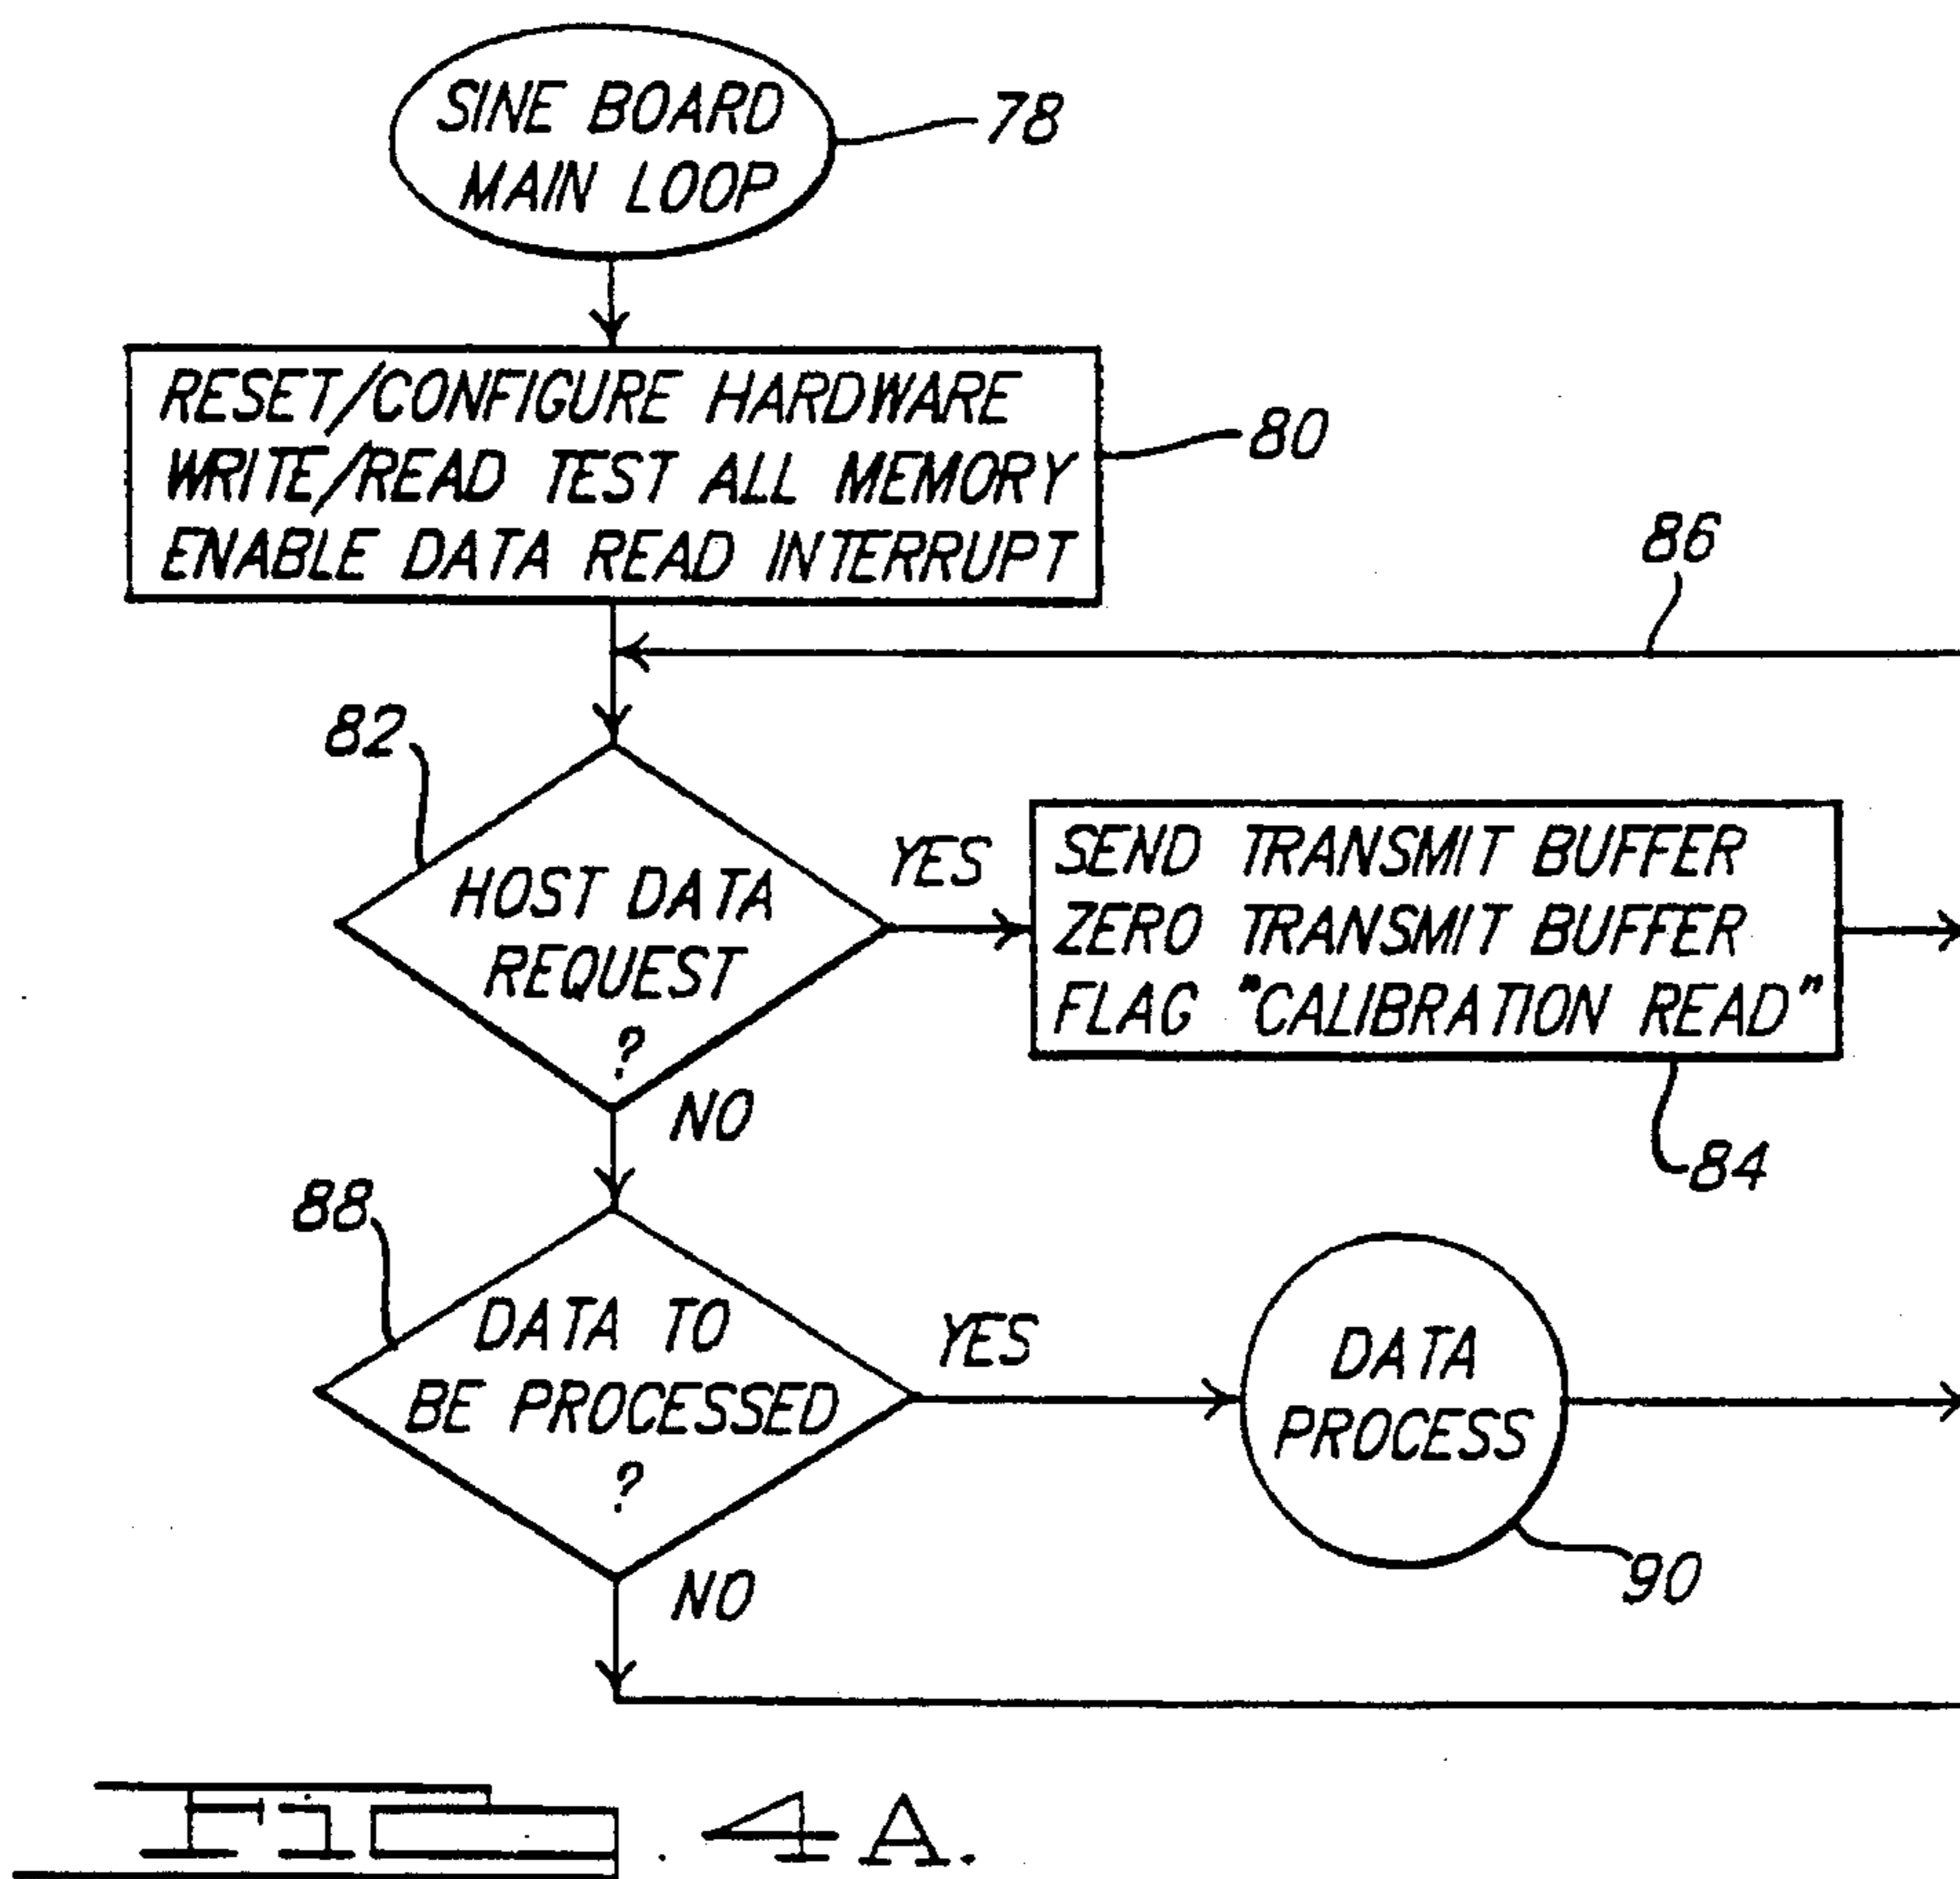 SINE BOARD
MAIN LOOP
78
RESET/CONFIGURE HARDWARE
WRITE/READ TEST ALL MEMORY
ENABLE DATA READ INTERRUPT
80
86
82
HOST DATA
REQUEST
?
YES
NO
SEND TRANSMIT BUFFER
ZERO TRANSMIT BUFFER
FLAG "CALIBRATION READ"
84
88
DATA TO
BE PROCESSED
?
YES
NO
DATA
PROCESS
90
Fig. 4A.